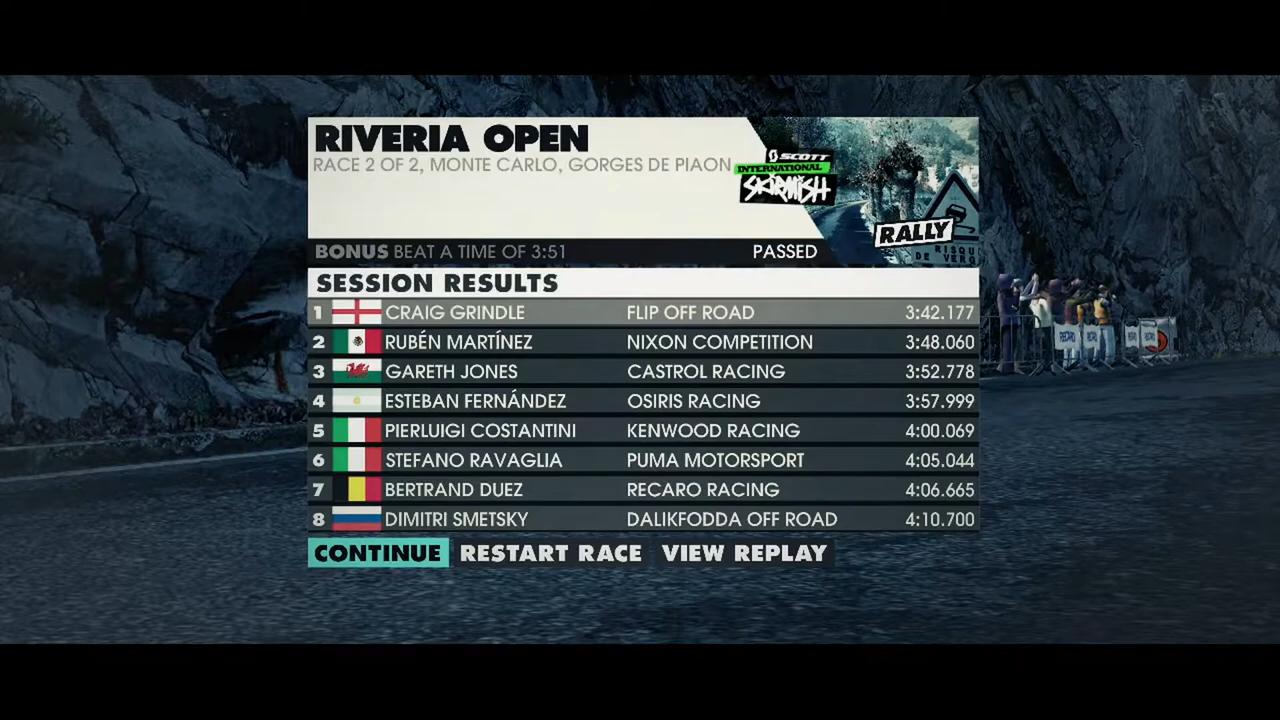 RIVERIA OPEN
RACE 2 OF 2, MONTE CARLO, GORGES DE PIAON
SCOTT
INTERNATIONAL
SKIRMISH
RALLY
RISQU
DE VERG
BONUS BEAT A TIME OF 3:51 PASSED
SESSION RESULTS
1 CRAIG GRINDLE FLIP OFF ROAD 3:42.177
2 RUBÉN MARTÍNEZ NIXON COMPETITION 3:48.060
3 GARETH JONES CASTROL RACING 3:52.778
4 ESTEBAN FERNÁNDEZ OSIRIS RACING 3:57.999
5 PIERLUIGI COSTANTINI KENWOOD RACING 4:00.069
6 STEFANO RAVAGLIA PUMA MOTORSPORT 4:05.044
7 BERTRAND DUEZ RECARO RACING 4:06.665
8 DIMITRI SMETSKY DALIKFODDA OFF ROAD 4:10.700
CONTINUE RESTART RACE VIEW REPLAY
RECARO